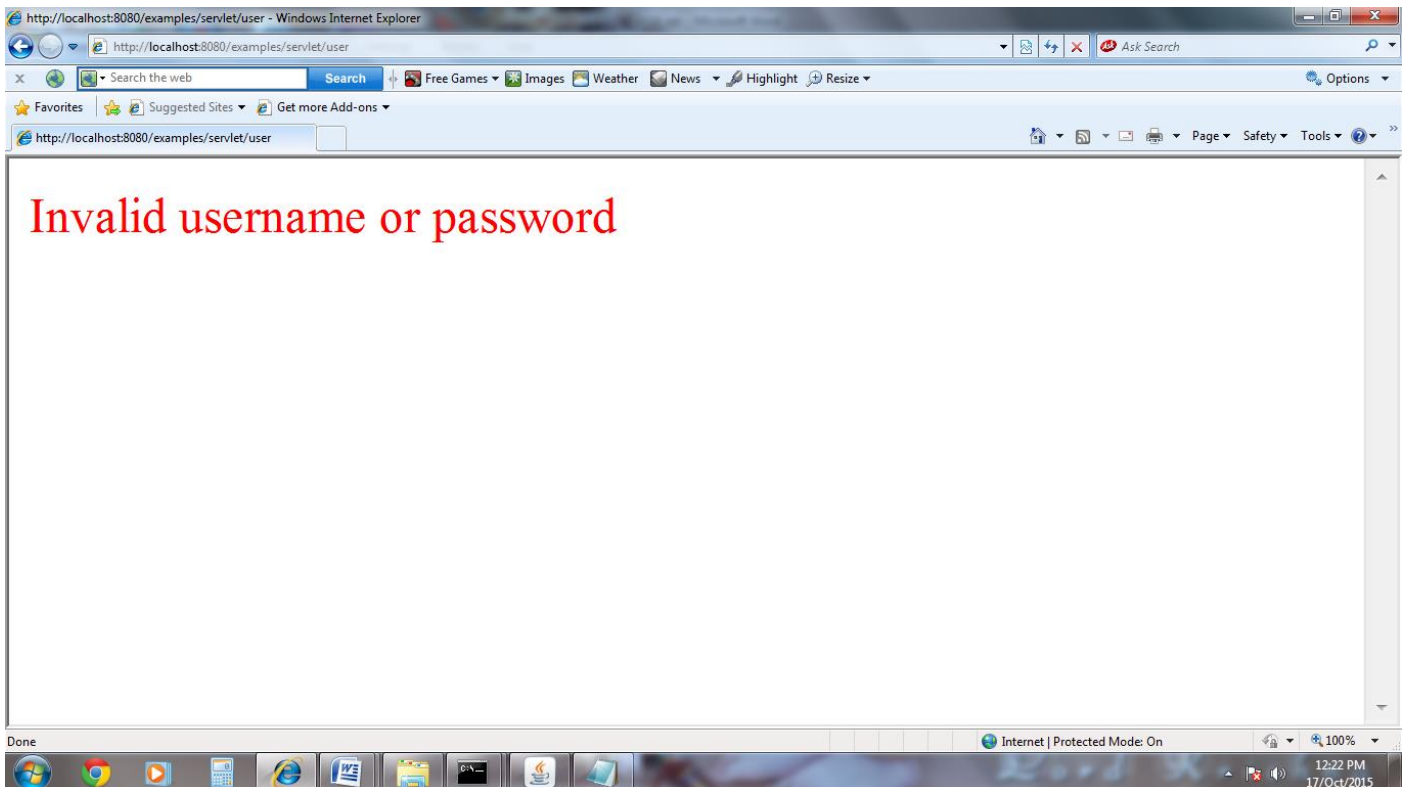 http://localhost:8080/examples/servlet/user - Windows Internet Explorer
http://localhost:8080/examples/servlet/user
Ask Search
x Search the web Search Free Games Images Weather News Highlight Resize Options
Favorites Suggested Sites Get more Add-ons
http://localhost:8080/examples/servlet/user Page Safety Tools
Invalid username or password
Done Internet | Protected Mode: On 100%
12:22 PM
17/Oct/2015